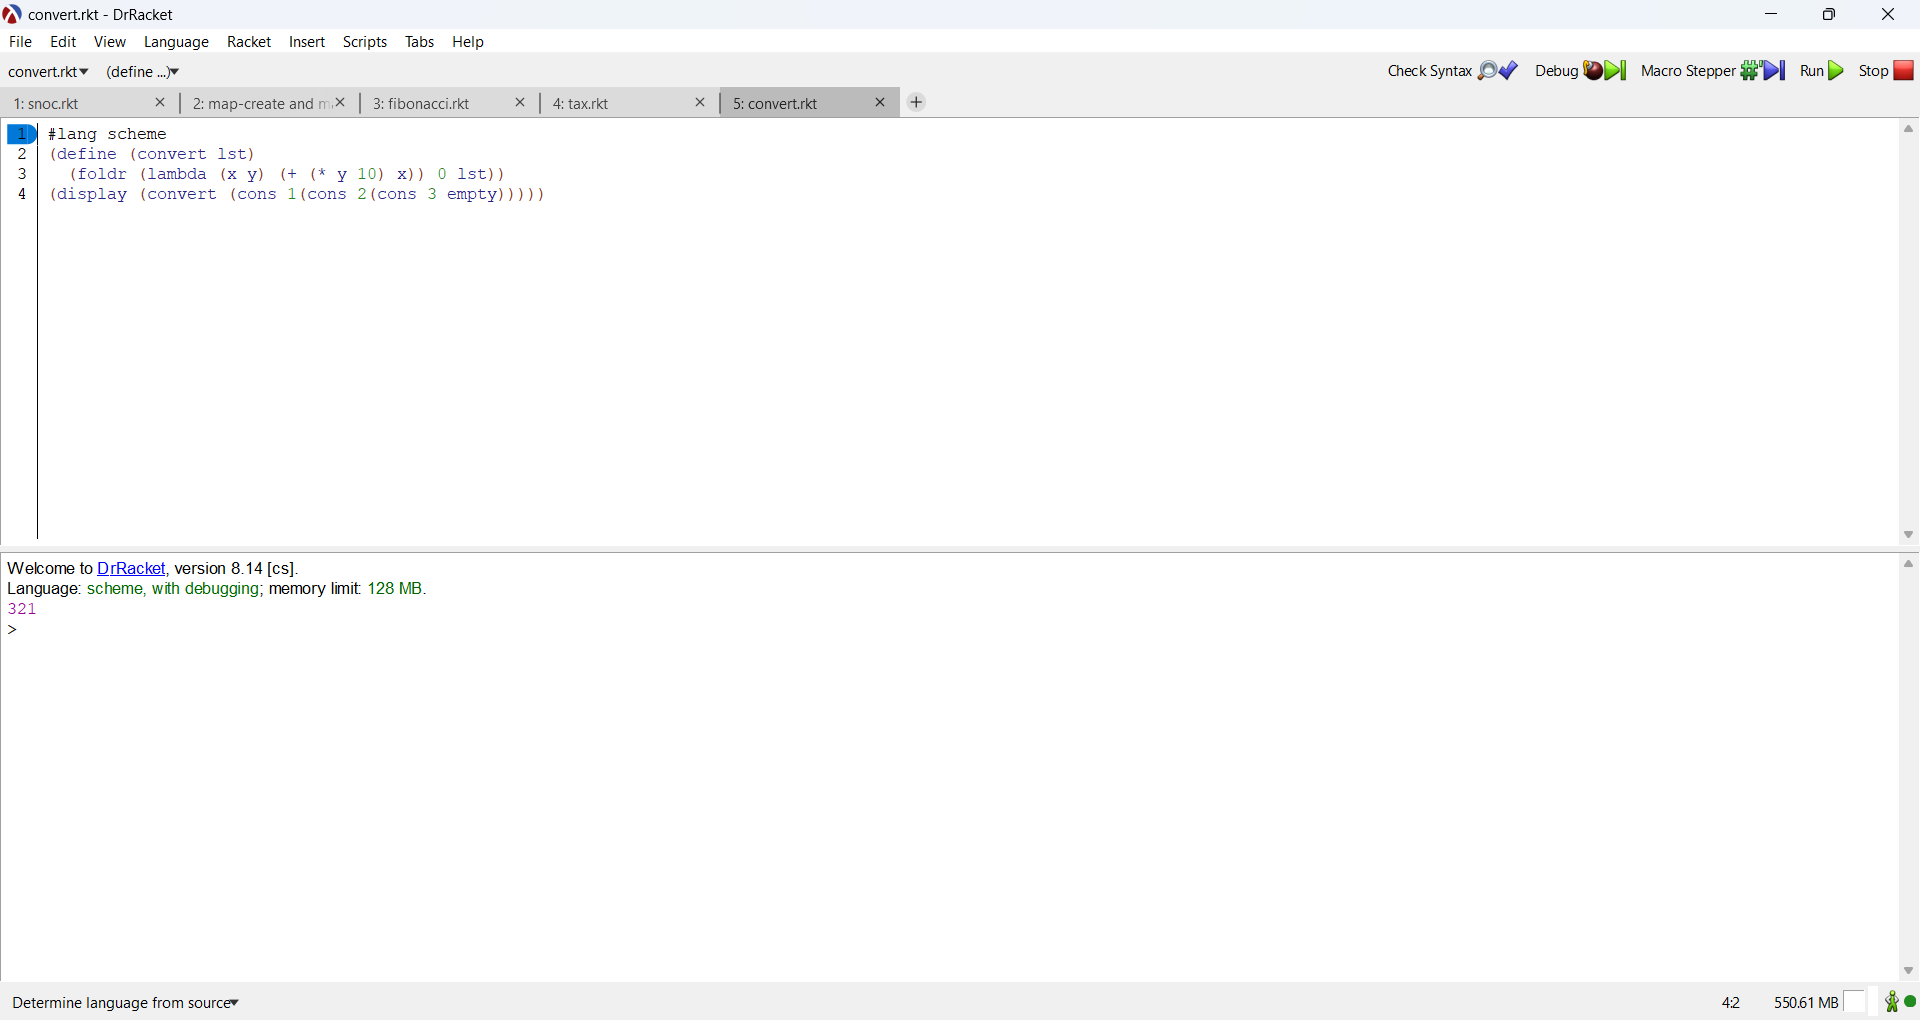 convert.rkt - DrRacket
File Edit View Language Racket Insert Scripts Tabs Help
convert.rkt (define ...) Check Syntax Debug Macro Stepper Run Stop
1: snoc.rkt 2: map-create and m 3: fibonacci.rkt 4: tax.rkt 5: convert.rkt
1 #lang scheme
2 (define (convert lst)
3 (foldr (lambda (x y) (+ (* y 10) x)) 0 lst))
4 (display (convert (cons 1(cons 2(cons 3 empty)))))
Welcome to DrRacket, version 8.14 [cs].
Language: scheme, with debugging; memory limit: 128 MB.
321
>
Determine language from source 4:2 550.61 MB